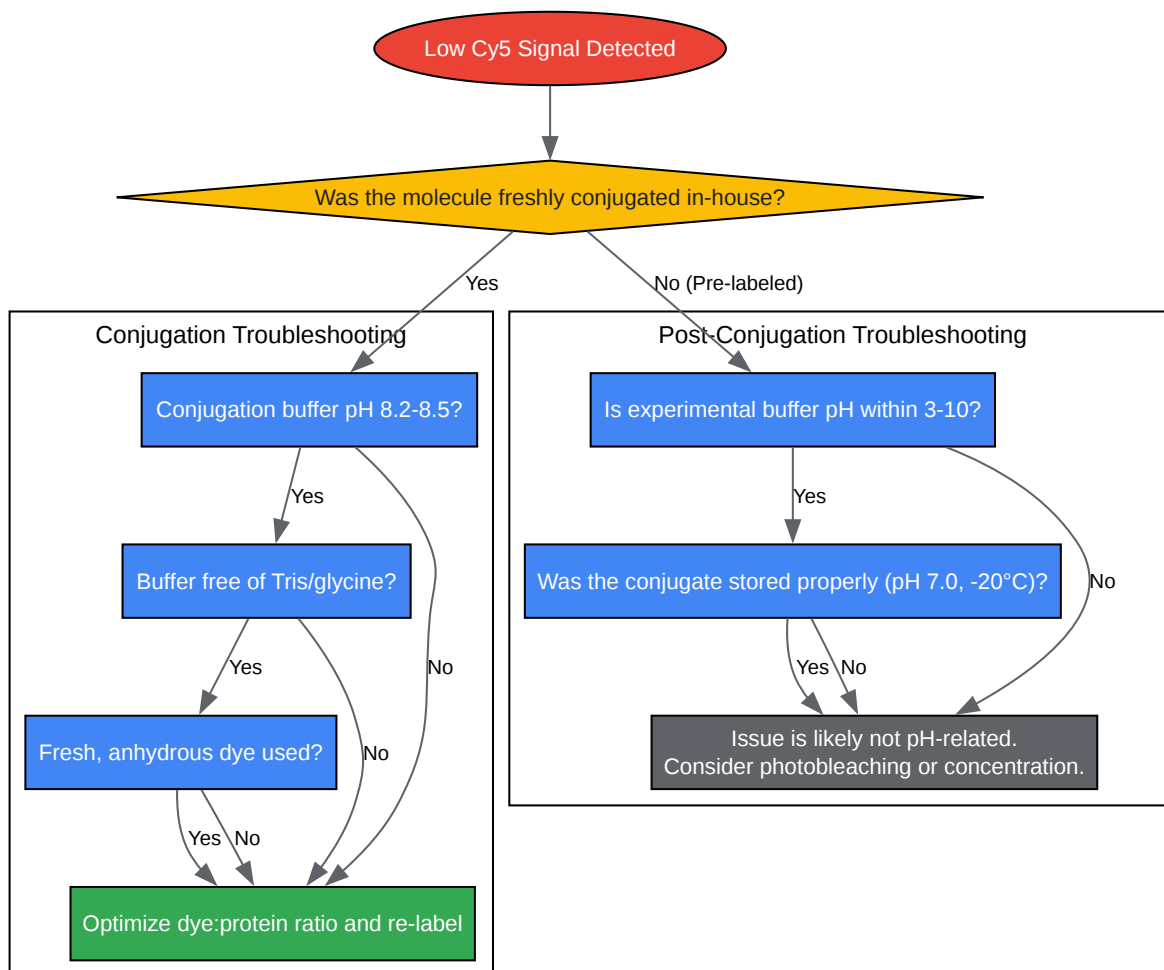 Low Cy5 Signal Detected
Was the molecule freshly conjugated in-house?
Yes
No (Pre-labeled)
Conjugation Troubleshooting
Conjugation buffer pH 8.2-8.5?
Yes
Buffer free of Tris/glycine?
Yes
No
No
Fresh, anhydrous dye used?
Yes
No
Optimize dye:protein ratio and re-label
Post-Conjugation Troubleshooting
Is experimental buffer pH within 3-10?
Yes
Was the conjugate stored properly (pH 7.0, -20°C)?
No
Yes
No
Issue is likely not pH-related.
Consider photobleaching or concentration.